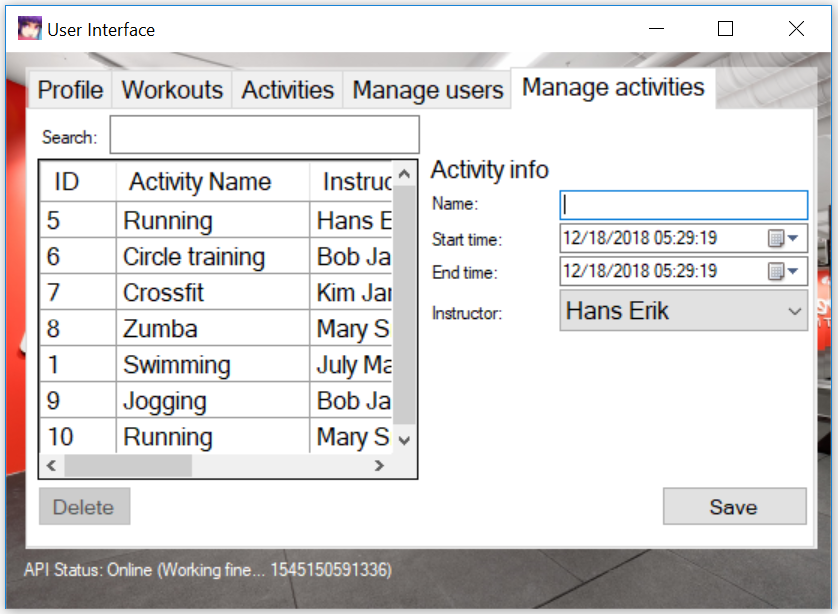 User Interface
Profile Workouts Activities Manage users Manage activities
Search:
Activity info
ID Activity Name Instruc
Name:
5 Running Hans E
Start time: 12/18/2018 05:29:19
6 Circle training Bob Ja
End time: 12/18/2018 05:29:19
7 Crossfit Kim Jar
Instructor: Hans Erik
8 Zumba Mary S
1 Swimming July Ma
9 Jogging Bob Ja
10 Running Mary S
Delete Save
API Status: Online (Working fine... 1545150591336)